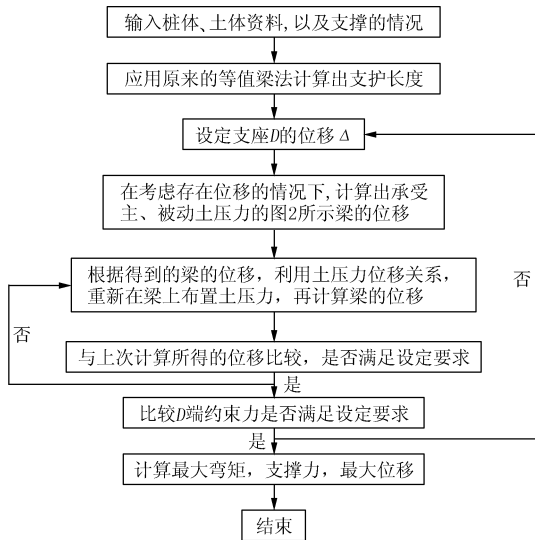 输入桩体、土体资料,以及支撑的情况
应用原来的等值梁法计算出支护长度
设定支座D的位移 Δ
在考虑存在位移的情况下,计算出承受
主、被动土压力的图2所示梁的位移
根据得到的梁的位移，利用土压力位移关系，
重新在梁上布置土压力，再计算梁的位移
否
否
与上次计算所得的位移比较，是否满足设定要求
是
比较D端约束力是否满足设定要求
是
计算最大弯矩，支撑力，最大位移
结束